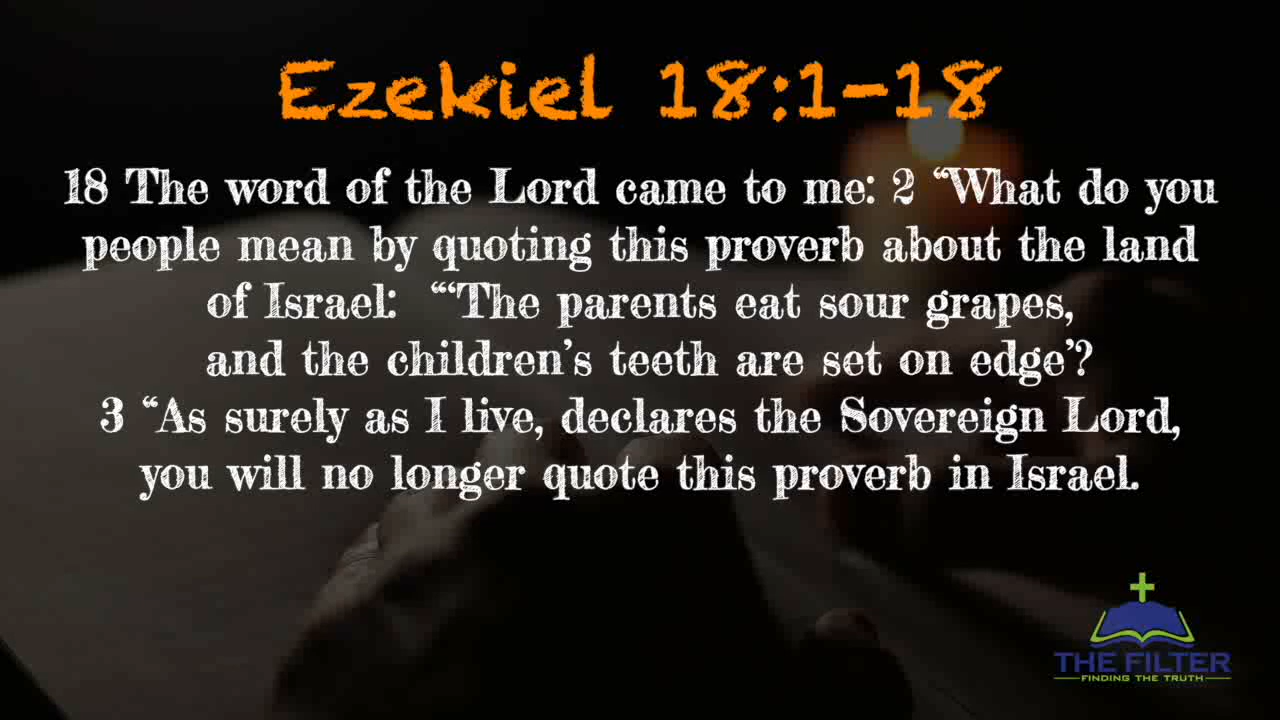 Ezekiel 18:1-18
18 The word of the Lord came to me: 2 “What do you
people mean by quoting this proverb about the land
of Israel: “‘The parents eat sour grapes,
and the children’s teeth are set on edge’?
3 “As surely as I live, declares the Sovereign Lord,
you will no longer quote this proverb in Israel.
THE FILTER
FINDING THE TRUTH